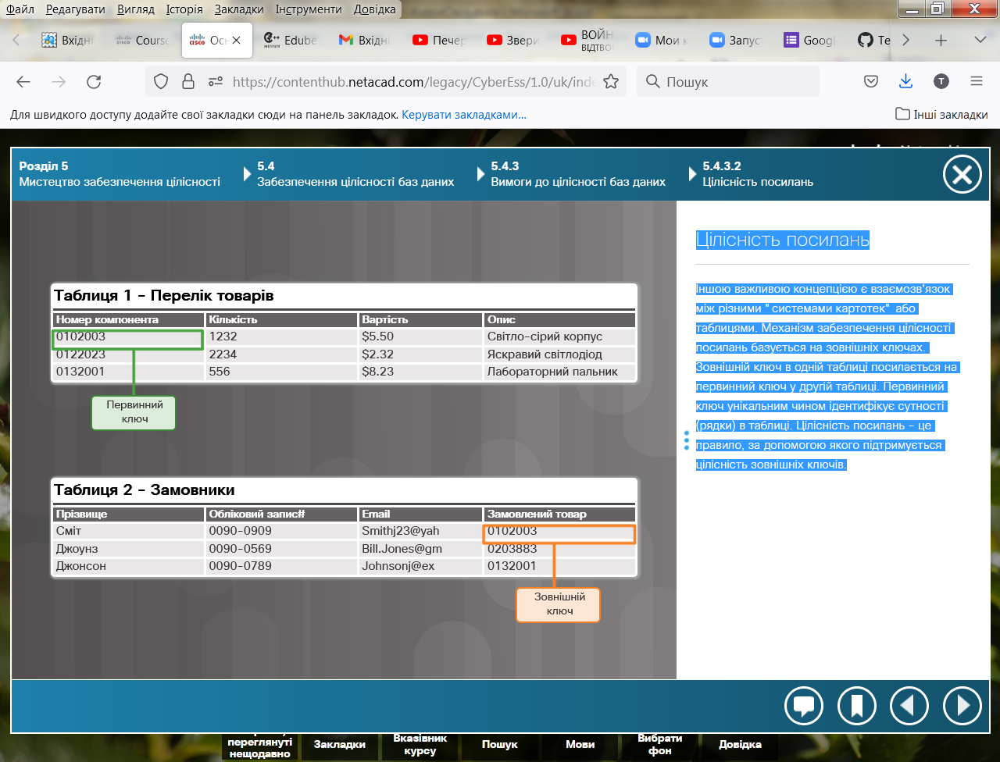 Файл Редагувати Вигляд Історія Закладки Інструменти Довідка
Вхідні Course Осн Edube Вхідні Печер Звери ВОЙН Мои к Запус Googl Te
https://contenthub.netacad.com/legacy/CyberEss/1.0/uk/inde Пошук T
Для швидкого доступу додайте свої закладки сюди на панель закладок. Керувати закладками... Інші закладки
Розділ 5
Мистецтво забезпечення цілісності
5.4
Забезпечення цілісності баз даних
5.4.3
Вимоги до цілісності баз даних
5.4.3.2
Цілісність посилань
Таблиця 1 - Перелік товарів
Номер компонента Кількість Вартість Опис
0102003 1232 $5.50 Світло-сірий корпус
0122023 2234 $2.32 Яскравий світлодіод
0132001 556 $8.23 Лабораторний пальник
Первинний
ключ
Таблиця 2 - Замовники
Прізвище Обліковий запис# Email Замовлений товар
Сміт 0090-0909 Smithj23@yah 0102003
Джоунз 0090-0569 Bill.Jones@gm 0203883
Джонсон 0090-0789 Johnsonj@ex 0132001
Зовнішній
ключ
Цілісність посилань
Іншою важливою концепцією є взаємозв'язок
між різними "системами картотек" або
таблицями. Механізм забезпечення цілісності
посилань базується на зовнішніх ключах.
Зовнішній ключ в одній таблиці посилається на
первинний ключ у другій таблиці. Первинний
ключ унікальним чином ідентифікує сутності
(рядки) в таблиці. Цілісність посилань - це
правило, за допомогою якого підтримується
цілісність зовнішніх ключів.
переглянуті
нещодавно
Закладки
Вказівник
курсу
Пошук
Мови
Вибрати
фон
Довідка